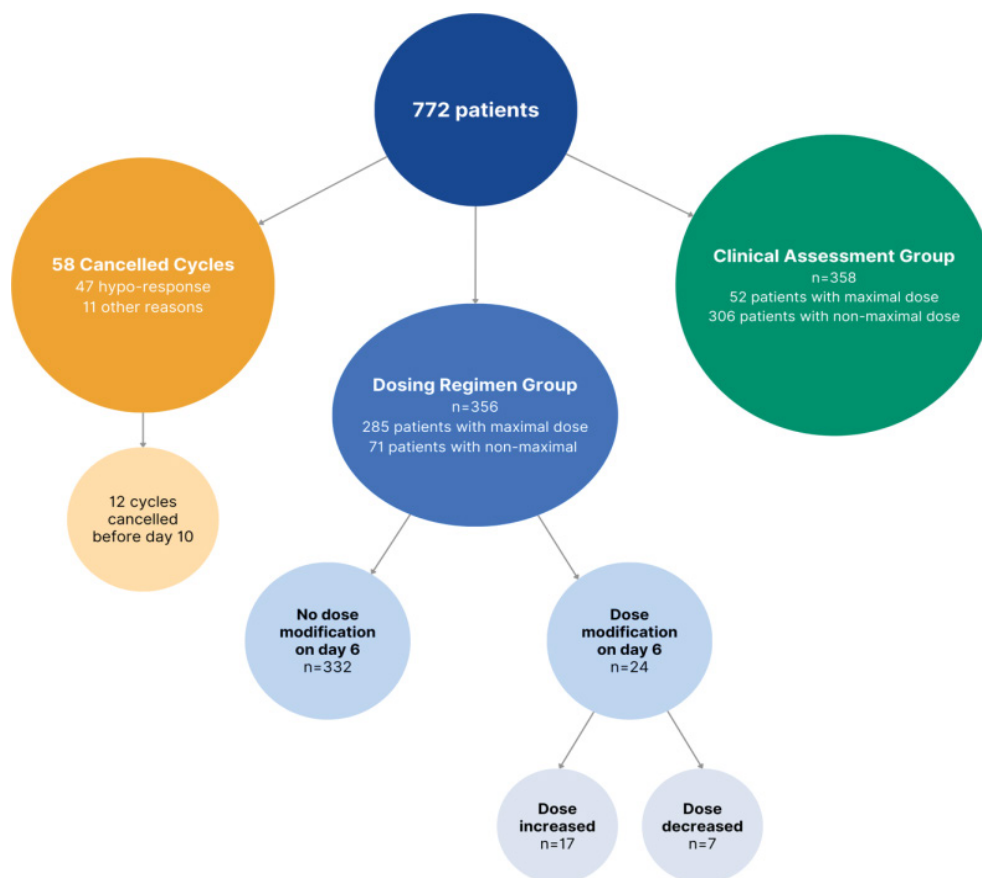 772 patients
58 Cancelled Cycles
47 hypo-response
11 other reasons
Clinical Assessment Group
n=358
52 patients with maximal dose
306 patients with non-maximal dose
Dosing Regimen Group
n=356
285 patients with maximal dose
71 patients with non-maximal
12 cycles
cancelled
before day 10
No dose
modification
on day 6
n=332
Dose
modification
on day 6
n=24
Dose
increased
n=17
Dose
decreased
n=7